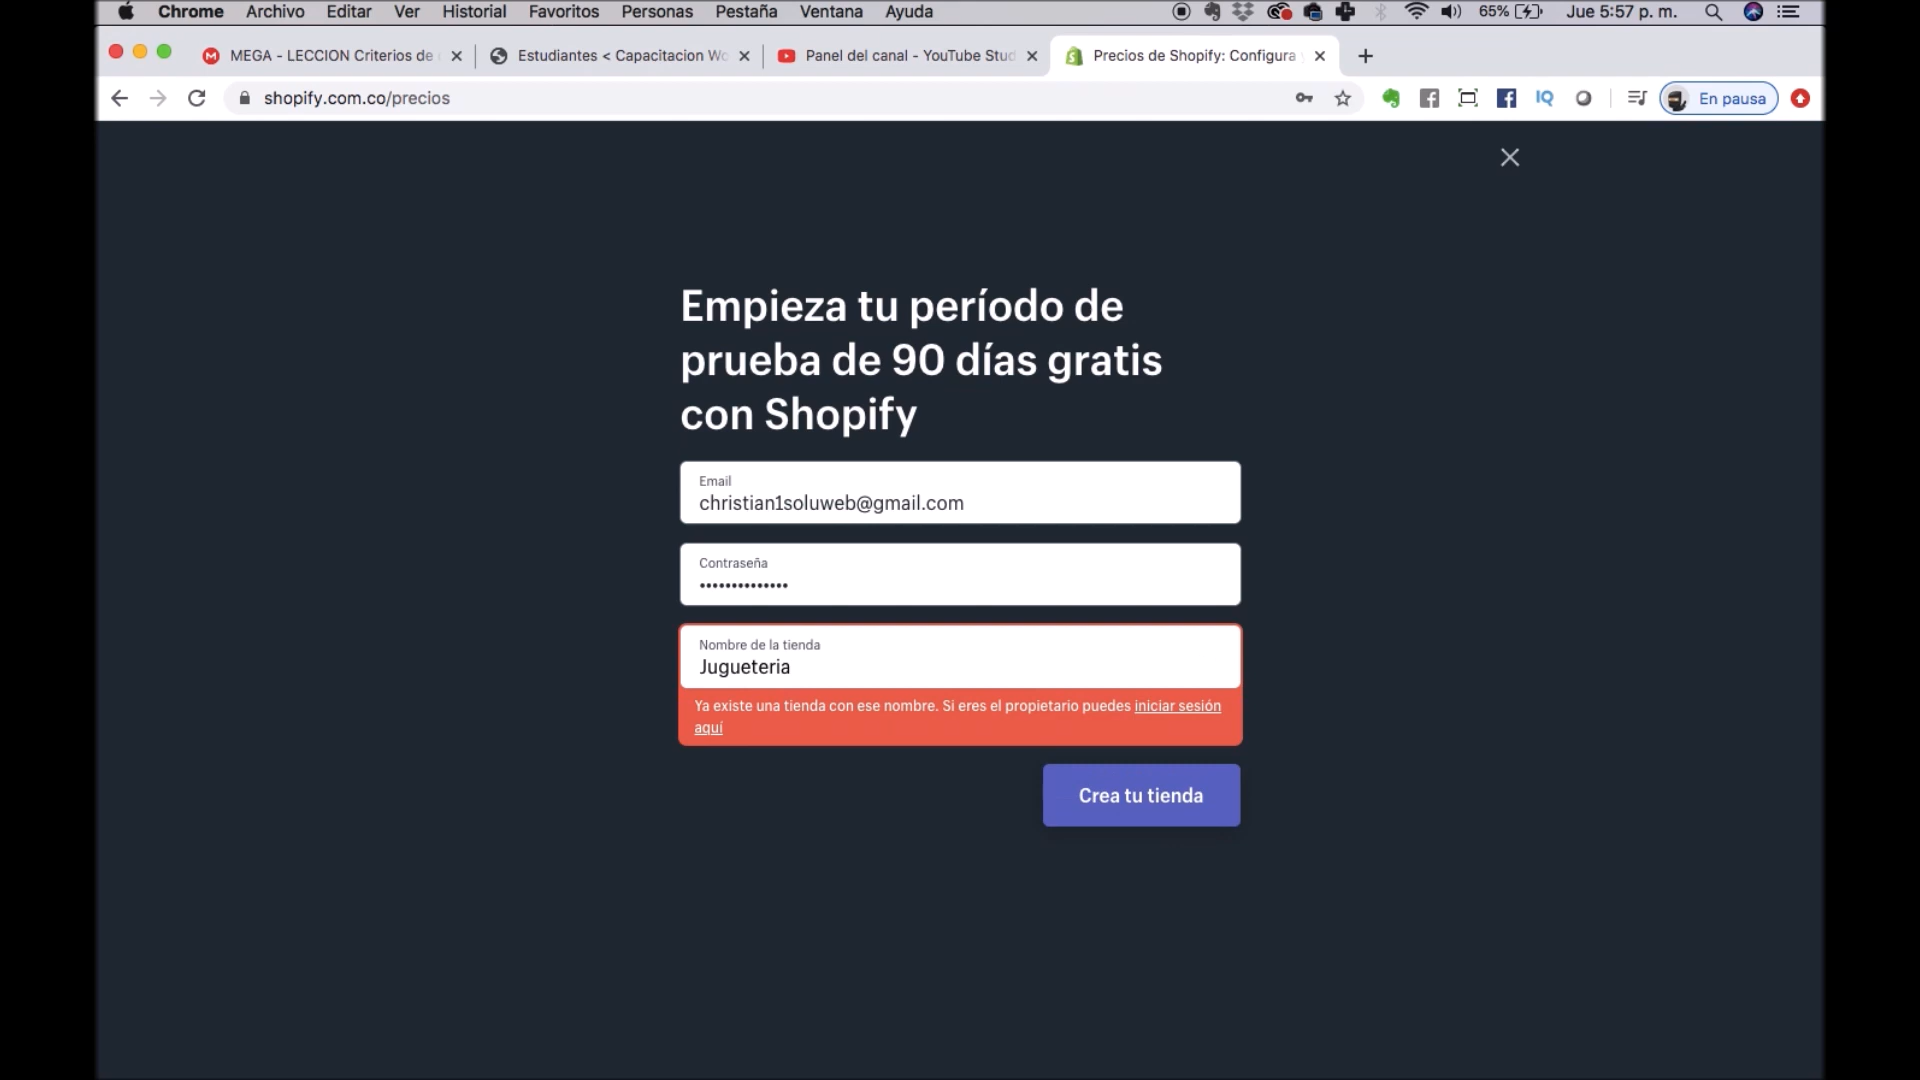 Chrome Archivo Editar Ver Historial Favoritos Personas Pestaña Ventana Ayuda 65% Jue 5:57 p. m.
MEGA - LECCION Criterios de Estudiantes < Capacitacion Wo Panel del canal - YouTube Stud Precios de Shopify: Configura
shopify.com.co/precios IQ En pausa
Empieza tu período de
prueba de 90 días gratis
con Shopify
Email
christian1soluweb@gmail.com
Contraseña
••••••••••••••
Nombre de la tienda
Jugueteria
Ya existe una tienda con ese nombre. Si eres el propietario puedes iniciar sesión
aquí
Crea tu tienda